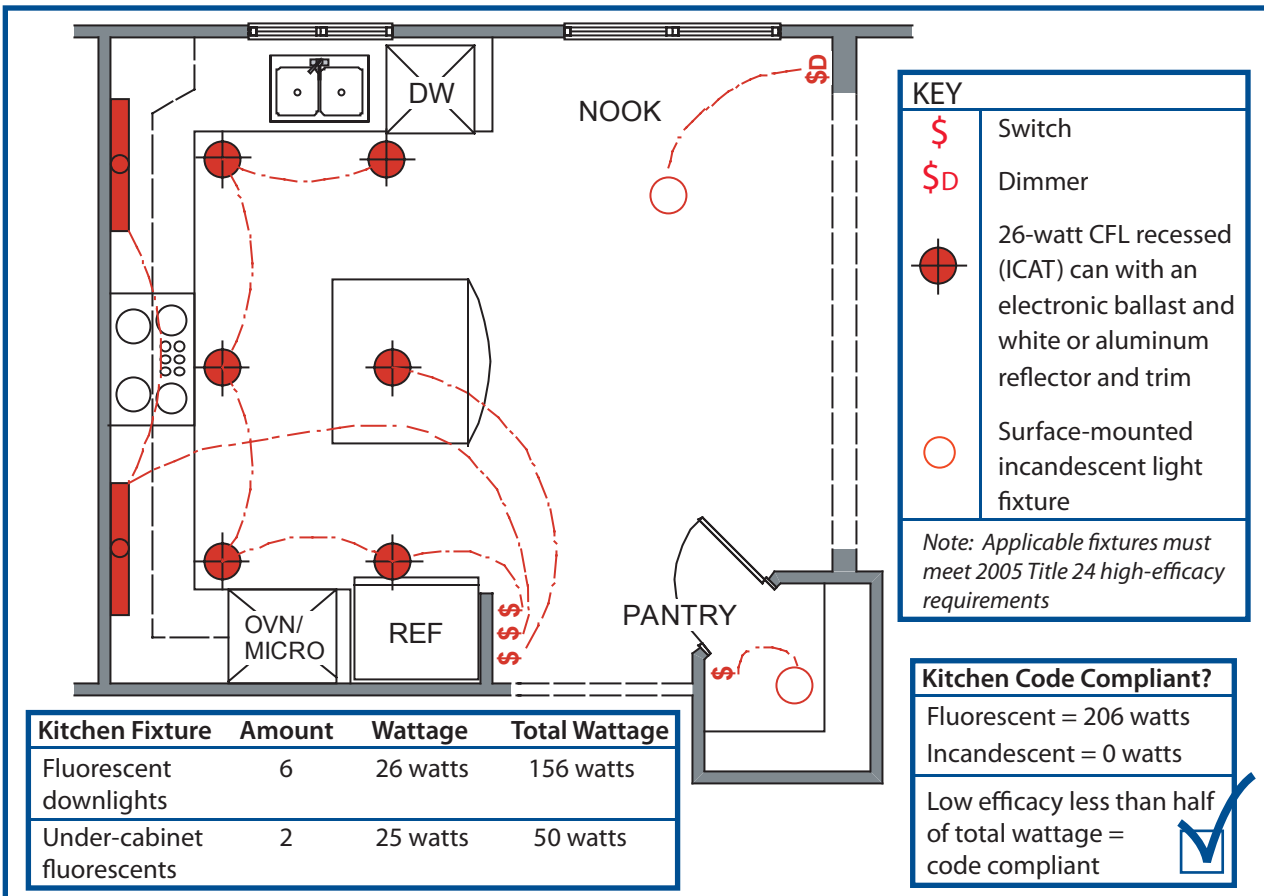 DW
NOOK
$D
OVN/
MICRO
REF
$
$
$
PANTRY
$
KEY
$ Switch
$D Dimmer
26-watt CFL recessed
(ICAT) can with an
electronic ballast and
white or aluminum
reflector and trim
Surface-mounted
incandescent light
fixture
Note: Applicable fixtures must
meet 2005 Title 24 high-efficacy
requirements
Kitchen Fixture Amount Wattage Total Wattage
Fluorescent 6 26 watts 156 watts
downlights
Under-cabinet 2 25 watts 50 watts
fluorescents
Kitchen Code Compliant?
Fluorescent = 206 watts
Incandescent = 0 watts
Low efficacy less than half
of total wattage =
code compliant